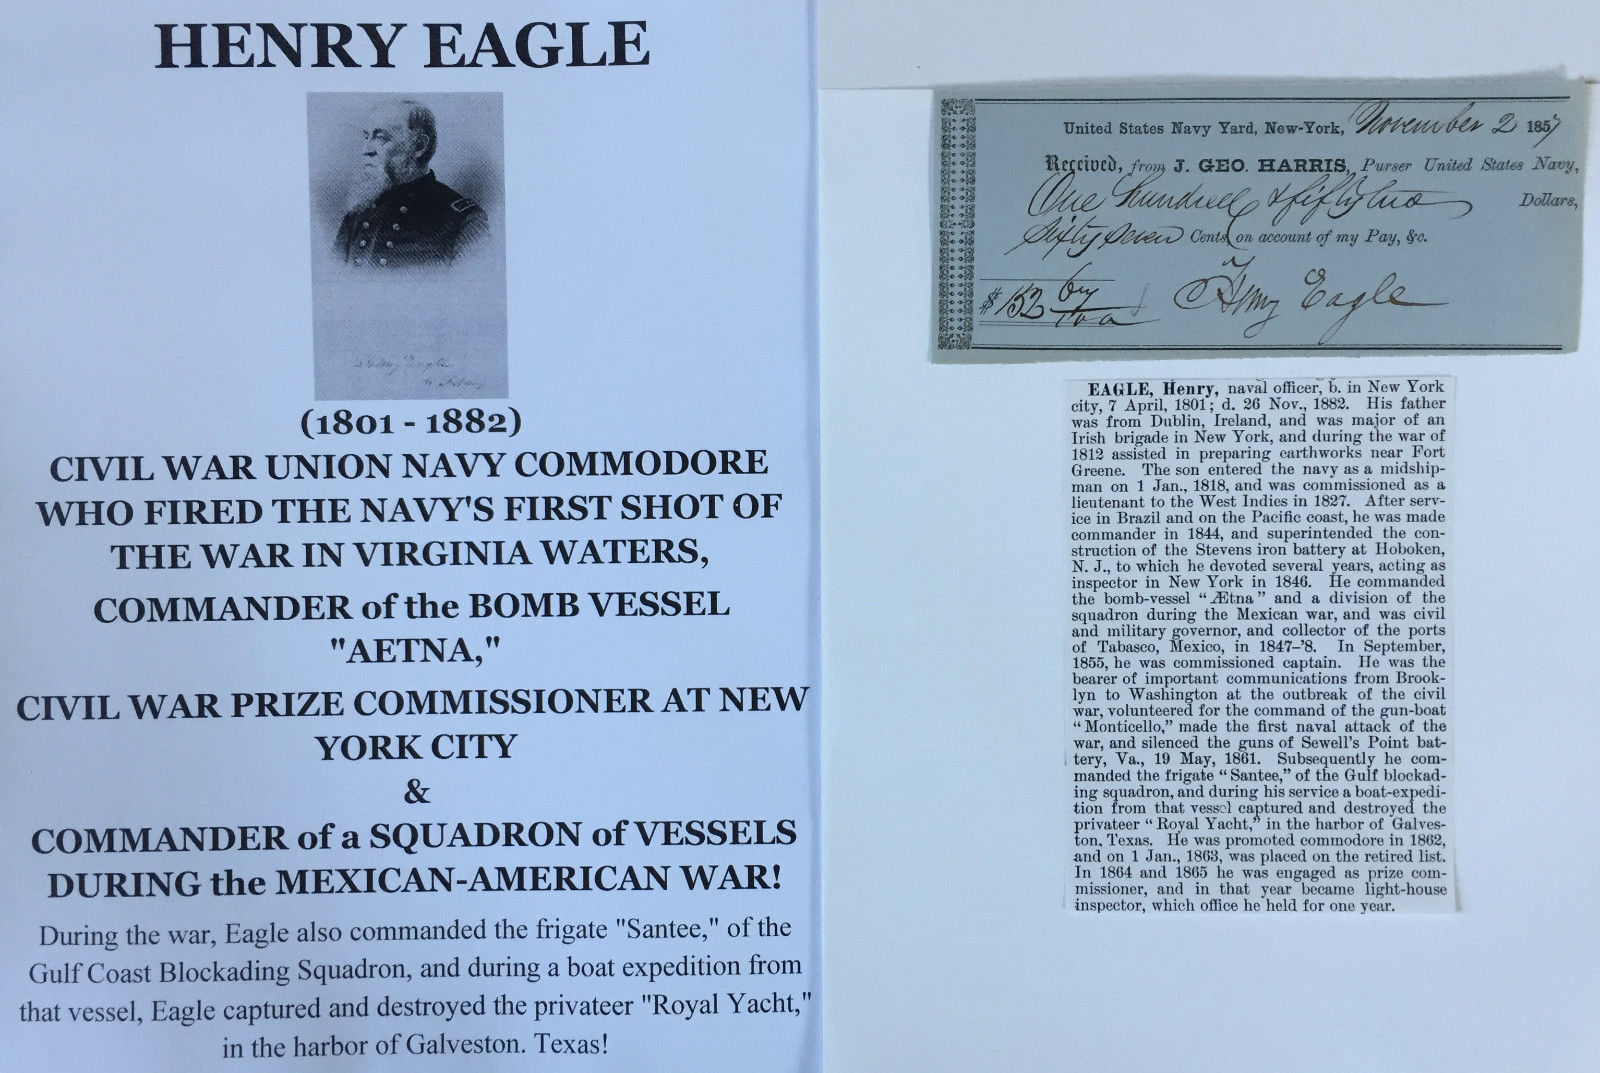 HENRY EAGLE
Henry Eagle
(1801 - 1882)
CIVIL WAR UNION NAVY COMMODORE
WHO FIRED THE NAVY'S FIRST SHOT OF
THE WAR IN VIRGINIA WATERS,
COMMANDER of the BOMB VESSEL
"AETNA,"
CIVIL WAR PRIZE COMMISSIONER AT NEW
YORK CITY
&
COMMANDER of a SQUADRON of VESSELS
DURING the MEXICAN-AMERICAN WAR!
During the war, Eagle also commanded the frigate "Santee," of the
Gulf Coast Blockading Squadron, and during a boat expedition from
that vessel, Eagle captured and destroyed the privateer "Royal Yacht,"
in the harbor of Galveston. Texas!
United States Navy Yard, New-York, November 2 1857
Received, from J. GEO. HARRIS, Purser United States Navy,
One Hundred & fifty two Dollars,
Sixty seven Cents, on account of my Pay, &c.
$152 67/100 Henry Eagle
EAGLE, Henry, naval officer, b. in New York
city, 7 April, 1801; d. 26 Nov., 1882. His father
was from Dublin, Ireland, and was major of an
Irish brigade in New York, and during the war of
1812 assisted in preparing earthworks near Fort
Greene. The son entered the navy as a midship-
man on 1 Jan., 1818, and was commissioned as a
lieutenant to the West Indies in 1827. After serv-
ice in Brazil and on the Pacific coast, he was made
commander in 1844, and superintended the con-
struction of the Stevens iron battery at Hoboken,
N. J., to which he devoted several years, acting as
inspector in New York in 1846. He commanded
the bomb-vessel "Ætna" and a division of the
squadron during the Mexican war, and was civil
and military governor, and collector of the ports
of Tabasco, Mexico, in 1847-'8. In September,
1855, he was commissioned captain. He was the
bearer of important communications from Brook-
lyn to Washington at the outbreak of the civil
war, volunteered for the command of the gun-boat
"Monticello," made the first naval attack of the
war, and silenced the guns of Sewell's Point bat-
tery, Va., 19 May, 1861. Subsequently he com-
manded the frigate "Santee," of the Gulf blockad-
ing squadron, and during his service a boat-expedi-
tion from that vessel captured and destroyed the
privateer "Royal Yacht," in the harbor of Galves-
ton, Texas. He was promoted commodore in 1862,
and on 1 Jan., 1863, was placed on the retired list.
In 1864 and 1865 he was engaged as prize com-
missioner, and in that year became light-house
inspector, which office he held for one year.